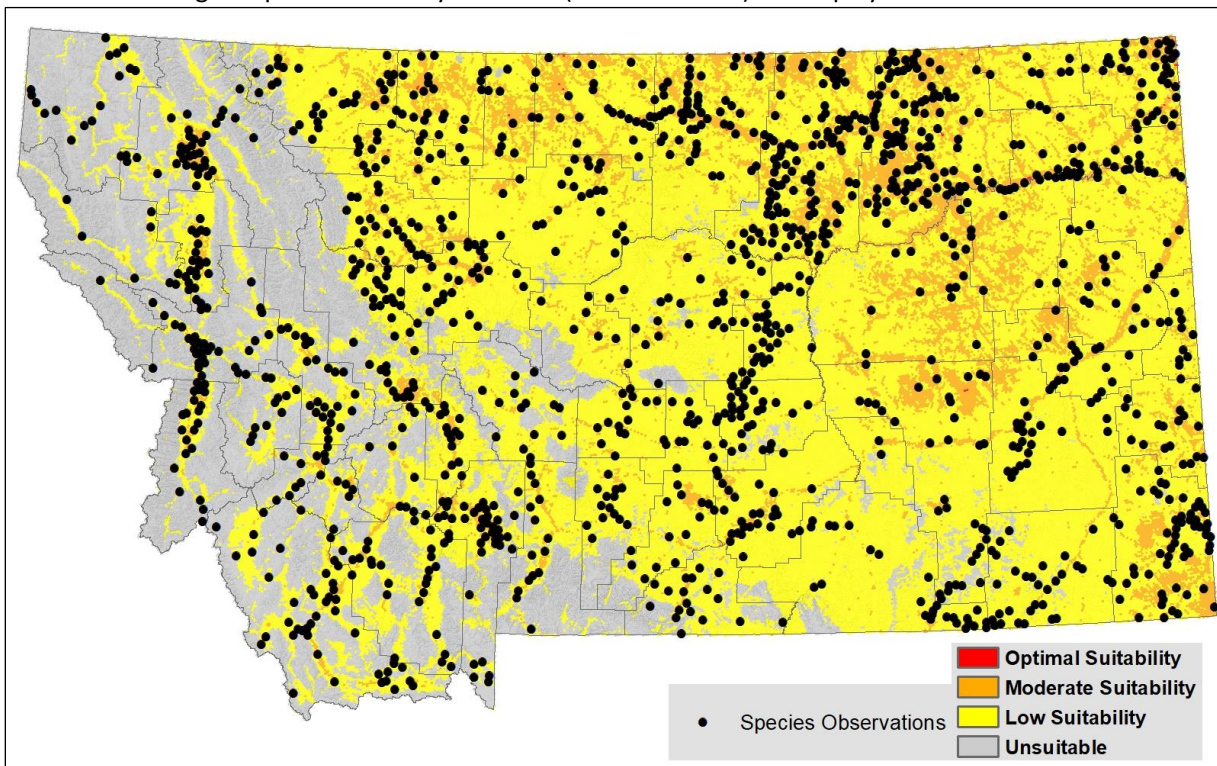 Optimal Suitability
Moderate Suitability
Species Observations
Low Suitability
Unsuitable